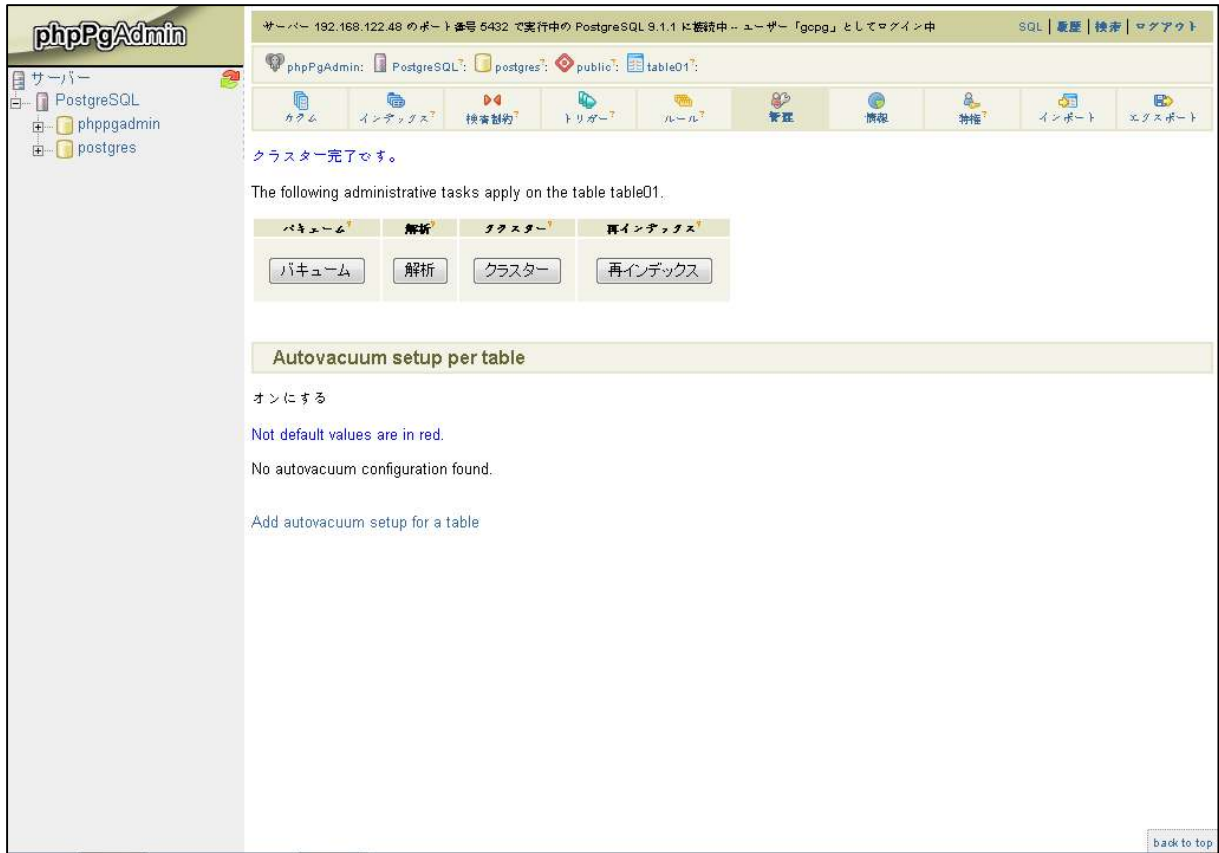 phpPgAdmin
サーバー
PostgreSQL
phppgadmin
postgres
サーバー 192.168.122.48 のポート番号 5432 で実行中の PostgreSQL 9.1.1 に接続中 -- ユーザー「gopg」としてログイン中
SQL | 履歴 | 検索 | ログアウト
phpPgAdmin: PostgreSQL?: postgres?: public?: table01?:
カラム インデックス? 検査制約? トリガー? ルール? 管理 情報 特権? インポート エクスポート
クラスター完了です。
The following administrative tasks apply on the table table01.
バキューム? 解析? クラスター? 再インデックス?
バキューム 解析 クラスター 再インデックス
Autovacuum setup per table
オンにする
Not default values are in red.
No autovacuum configuration found.
Add autovacuum setup for a table
back to top